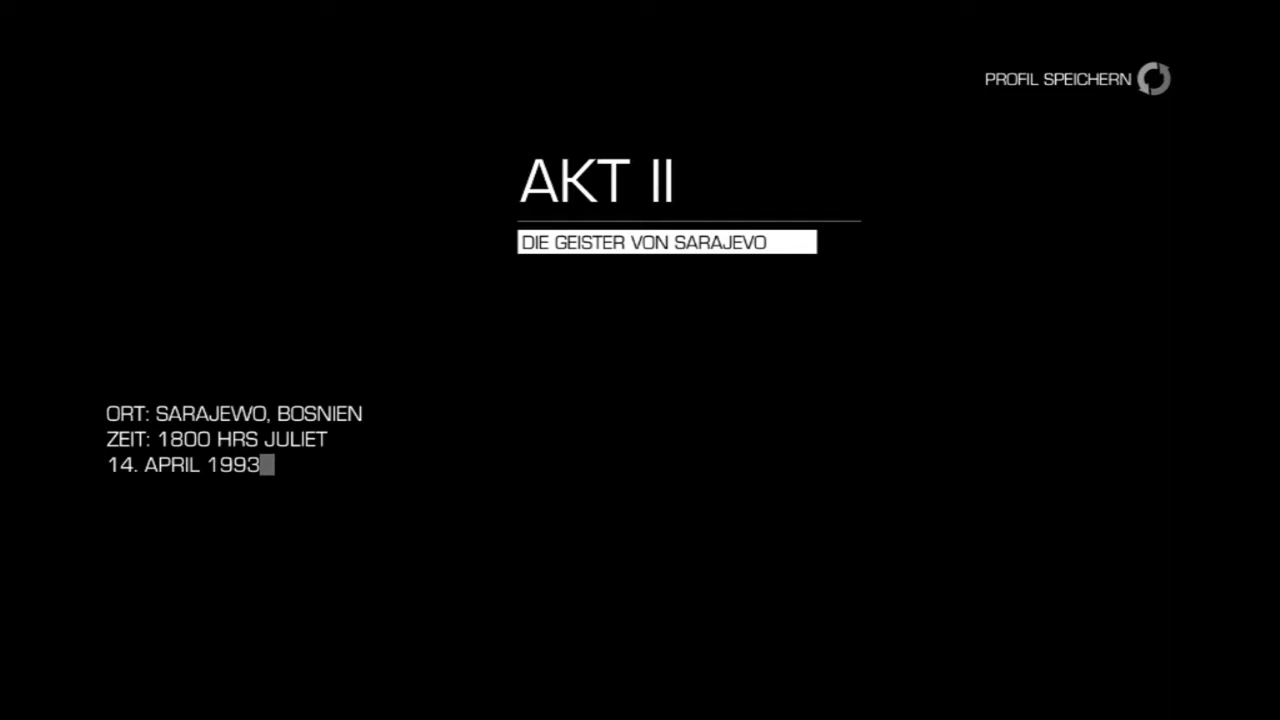 PROFIL SPEICHERN
AKT II
DIE GEISTER VON SARAJEVO
ORT: SARAJEWO, BOSNIEN
ZEIT: 1800 HRS JULIET
14. APRIL 1993